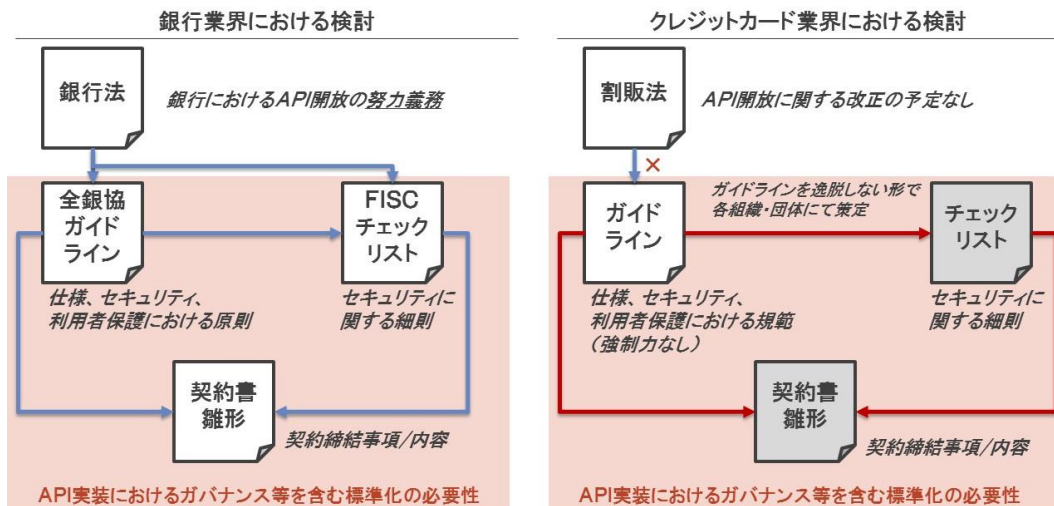 銀行業界における検討
銀行法
銀行におけるAPI開放の努力義務
全銀協
ガイド
ライン
FISC
チェック
リスト
仕様、セキュリティ、
利用者保護における原則
セキュリティに
関する細則
契約書
雛形
契約締結事項/内容
API実装におけるガバナンス等を含む標準化の必要性
クレジットカード業界における検討
割販法
API開放に関する改正の予定なし
×
ガイドラインを逸脱しない形で
各組織・団体にて策定
ガイド
ライン
チェック
リスト
仕様、セキュリティ、
利用者保護における規範
（強制力なし）
セキュリティに
関する細則
契約書
雛形
契約締結事項/内容
API実装におけるガバナンス等を含む標準化の必要性